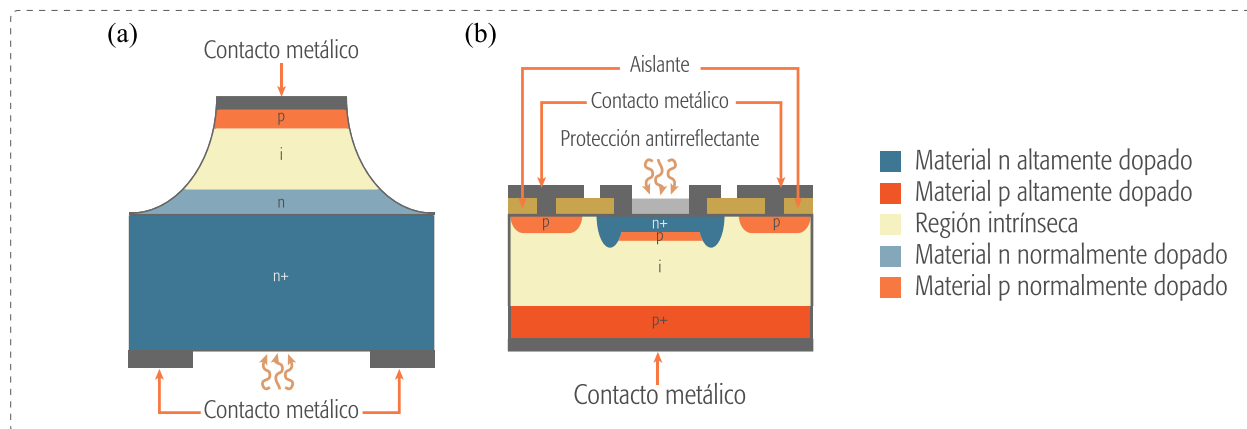 (a)
Contacto metálico
p
i
n
n+
Contacto metálico
(b)
Aislante
Contacto metálico
Protección antirreflectante
p
n+
p
p
i
p+
Contacto metálico
Material n altamente dopado
Material p altamente dopado
Región intrínseca
Material n normalmente dopado
Material p normalmente dopado